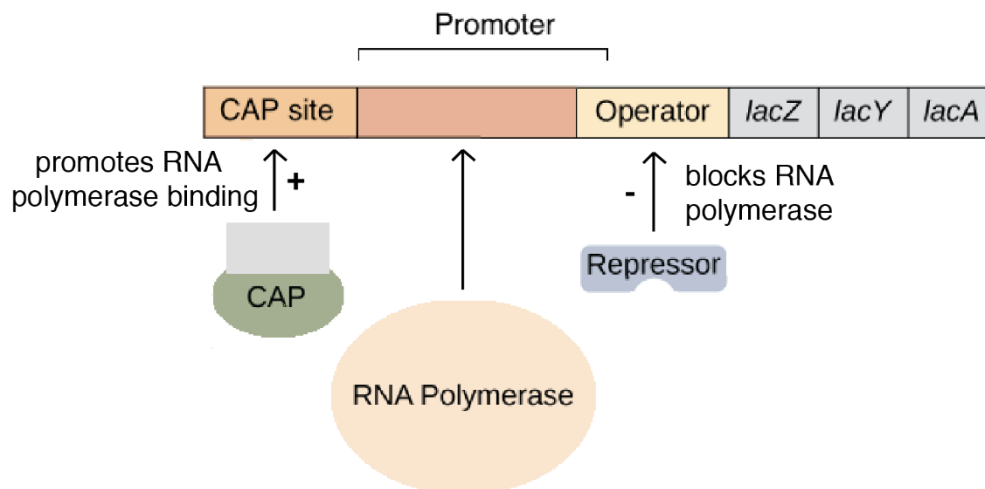 Promoter
CAP site
Operator
lacZ
lacY
lacA
promotes RNA
polymerase binding
+
-
blocks RNA
polymerase
CAP
Repressor
RNA Polymerase